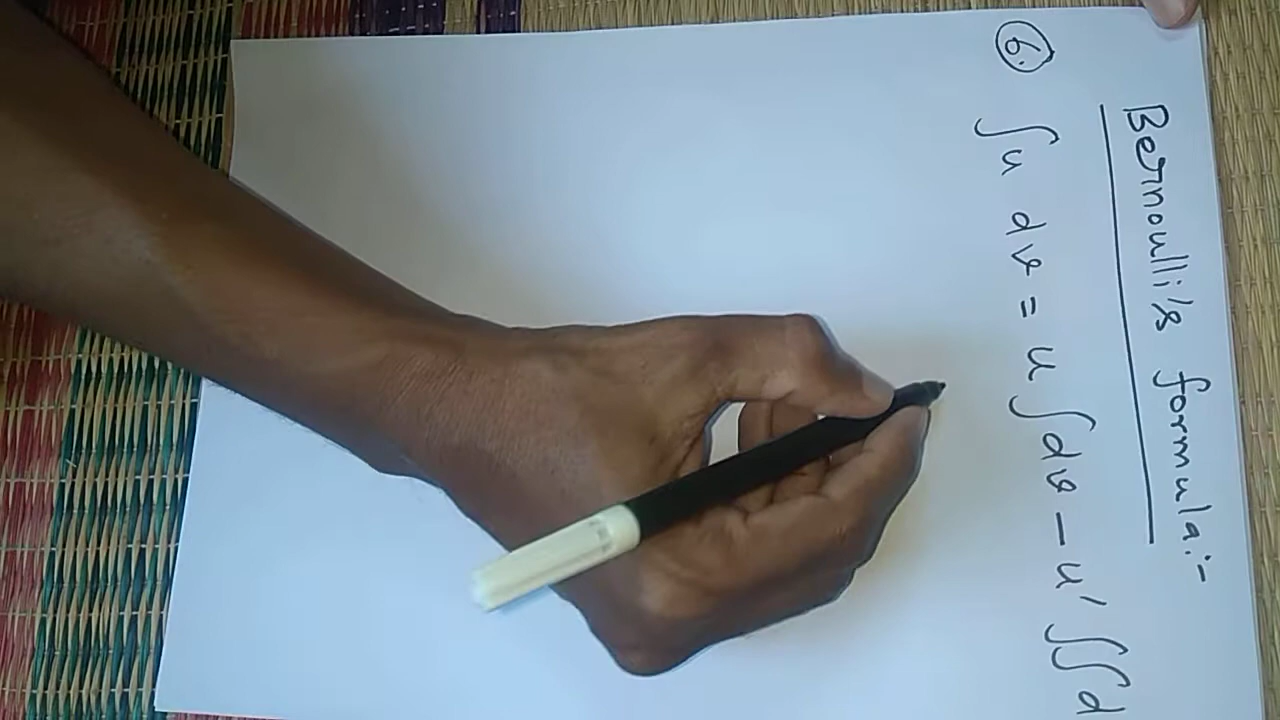 Bernoulli's formula:-
6. ∫u dv = u ∫dv - u' ∫∫d